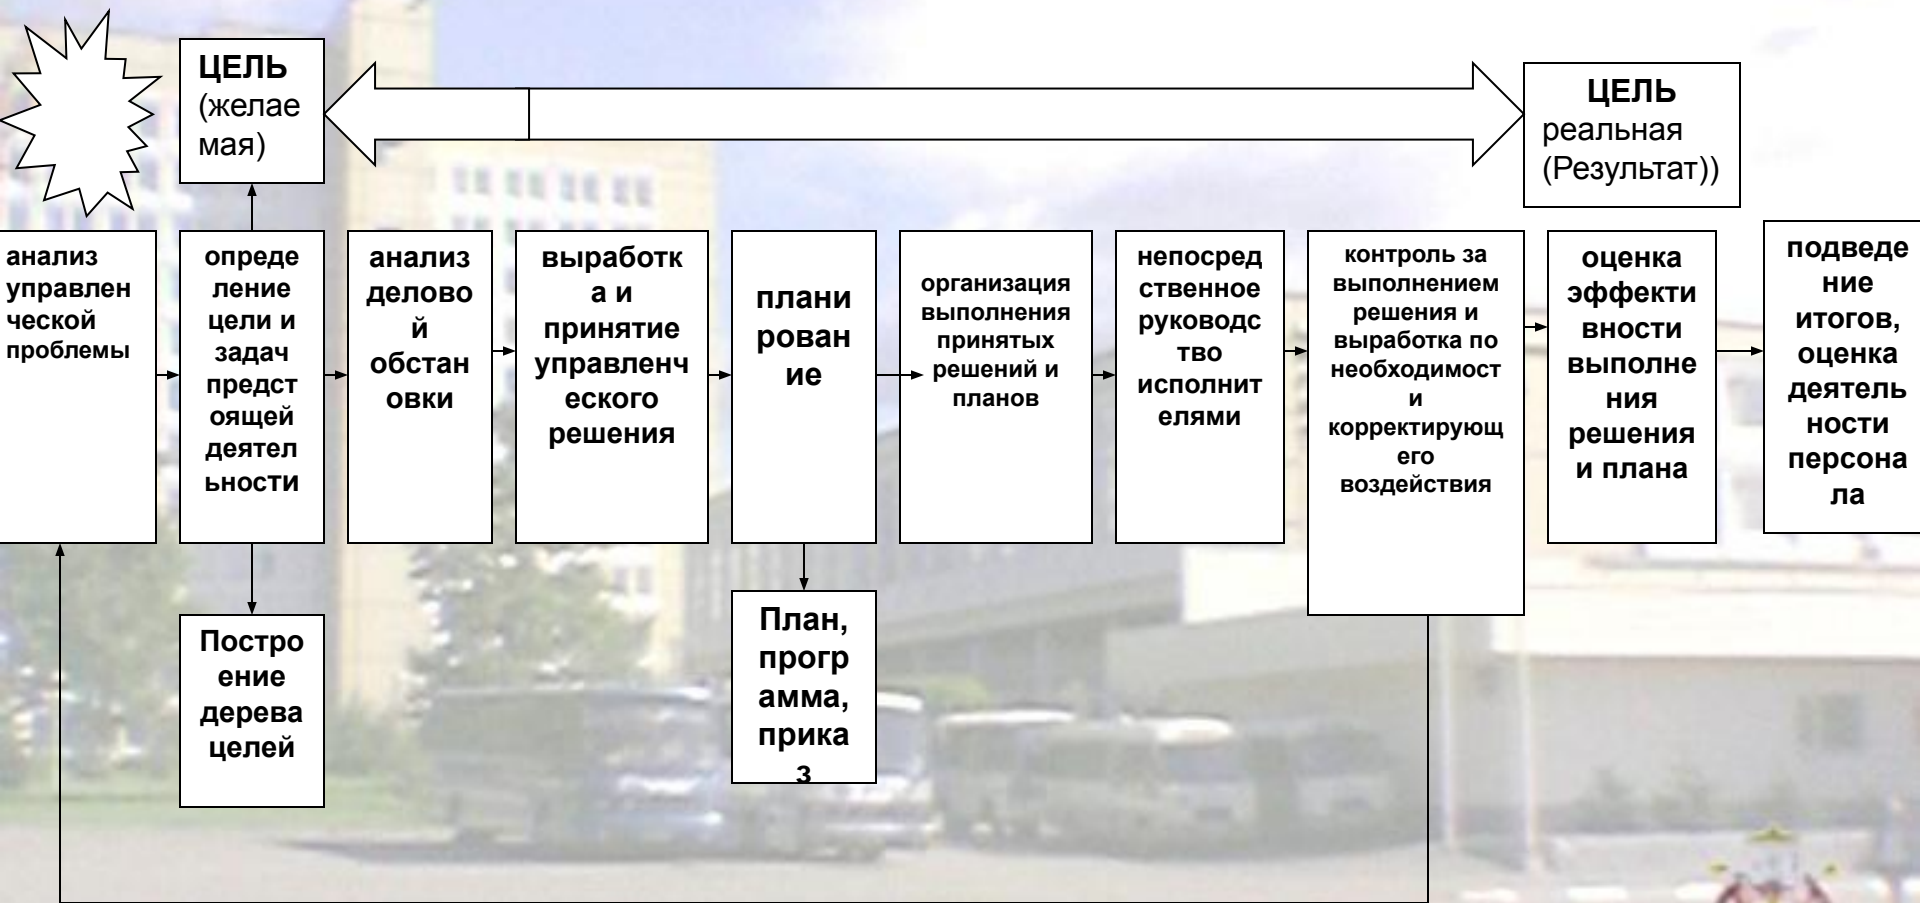 ЦЕЛЬ
(желае
мая)
ЦЕЛЬ
реальная
(Результат))
анализ
управлен
ческой
проблемы
опреде
ление
цели и
задач
предст
оящей
деятел
ьности
анализ
делово
й
обстан
овки
выработк
а и
принятие
управленч
еского
решения
плани
рован
ие
организация
выполнения
принятых
решений и
планов
непосред
ственное
руководс
тво
исполнит
елями
контроль за
выполнением
решения и
выработка по
необходимост
и
корректирующ
его
воздействия
оценка
эффекти
вности
выполне
ния
решения
и плана
подведе
ние
итогов,
оценка
деятель
ности
персона
ла
Постро
ение
дерева
целей
План,
прогр
амма,
прика
з